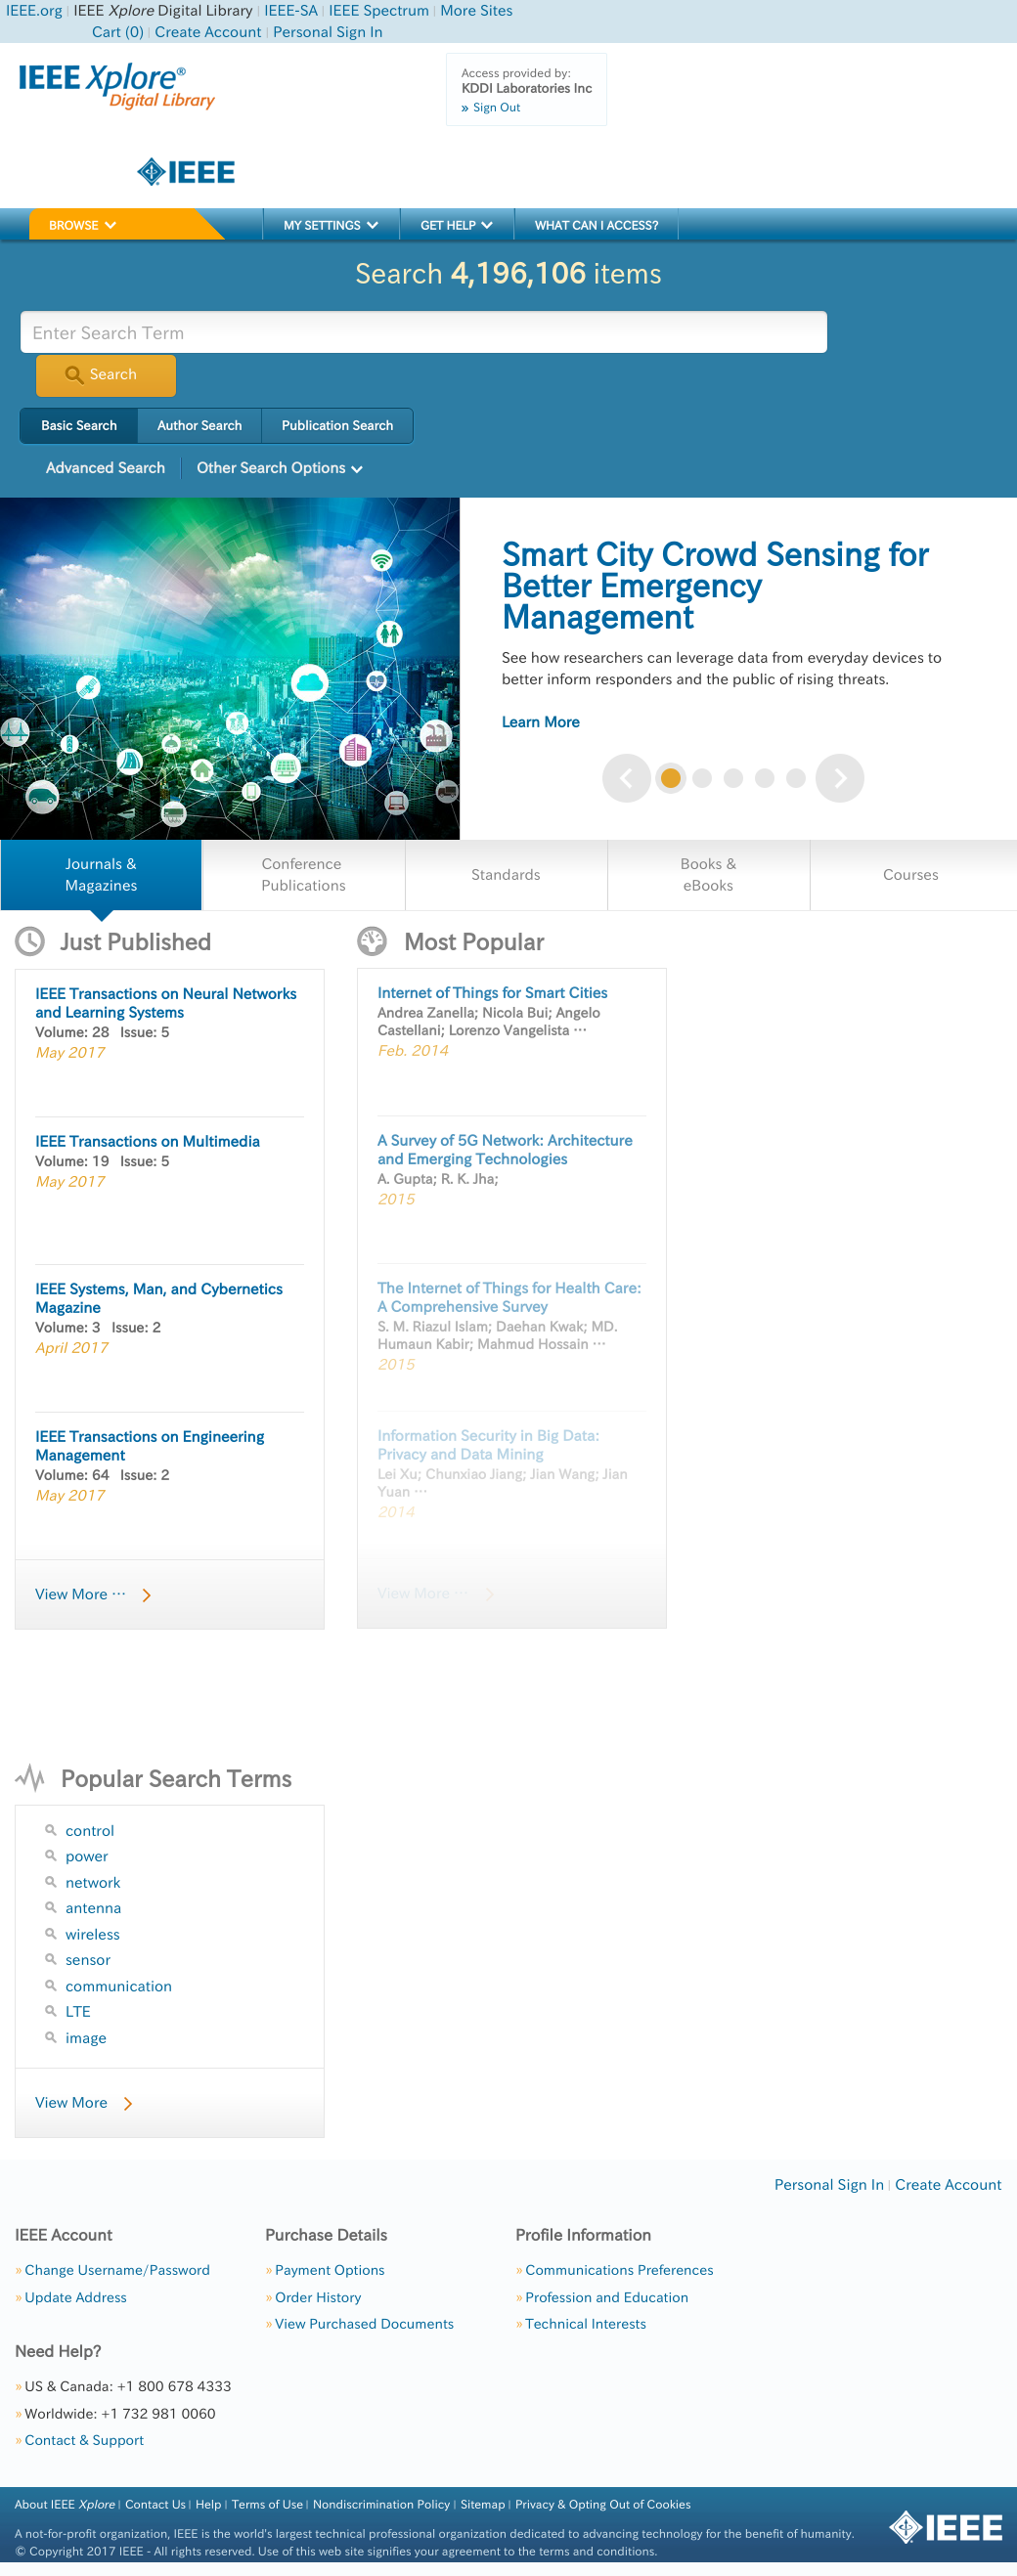 IEEE.org | IEEE Xplore Digital Library | IEEE-SA | IEEE Spectrum | More Sites
Cart (0) | Create Account | Personal Sign In
IEEE Xplore®
Digital Library
Access provided by:
KDDI Laboratories Inc
» Sign Out
IEEE
BROWSE MY SETTINGS GET HELP WHAT CAN I ACCESS?
Search 4,196,106 items
Enter Search Term
Search
Basic Search Author Search Publication Search
Advanced Search Other Search Options
Smart City Crowd Sensing for
Better Emergency
Management
See how researchers can leverage data from everyday devices to
better inform responders and the public of rising threats.
Learn More
Journals &
Magazines
Conference
Publications
Standards
Books &
eBooks
Courses
Just Published
IEEE Transactions on Neural Networks
and Learning Systems
Volume: 28 Issue: 5
May 2017
IEEE Transactions on Multimedia
Volume: 19 Issue: 5
May 2017
IEEE Systems, Man, and Cybernetics
Magazine
Volume: 3 Issue: 2
April 2017
IEEE Transactions on Engineering
Management
Volume: 64 Issue: 2
May 2017
View More ⋯
Most Popular
Internet of Things for Smart Cities
Andrea Zanella; Nicola Bui; Angelo
Castellani; Lorenzo Vangelista ⋯
Feb. 2014
A Survey of 5G Network: Architecture
and Emerging Technologies
A. Gupta; R. K. Jha;
2015
The Internet of Things for Health Care:
A Comprehensive Survey
S. M. Riazul Islam; Daehan Kwak; MD.
Humaun Kabir; Mahmud Hossain ⋯
2015
Information Security in Big Data:
Privacy and Data Mining
Lei Xu; Chunxiao Jiang; Jian Wang; Jian
Yuan ⋯
2014
View More ⋯
Popular Search Terms
control
power
network
antenna
wireless
sensor
communication
LTE
image
View More
Personal Sign In | Create Account
IEEE Account
» Change Username/Password
» Update Address
Purchase Details
» Payment Options
» Order History
» View Purchased Documents
Profile Information
» Communications Preferences
» Profession and Education
» Technical Interests
Need Help?
» US & Canada: +1 800 678 4333
» Worldwide: +1 732 981 0060
» Contact & Support
About IEEE Xplore | Contact Us | Help | Terms of Use | Nondiscrimination Policy | Sitemap | Privacy & Opting Out of Cookies
A not-for-profit organization, IEEE is the world's largest technical professional organization dedicated to advancing technology for the benefit of humanity.
© Copyright 2017 IEEE - All rights reserved. Use of this web site signifies your agreement to the terms and conditions.
IEEE